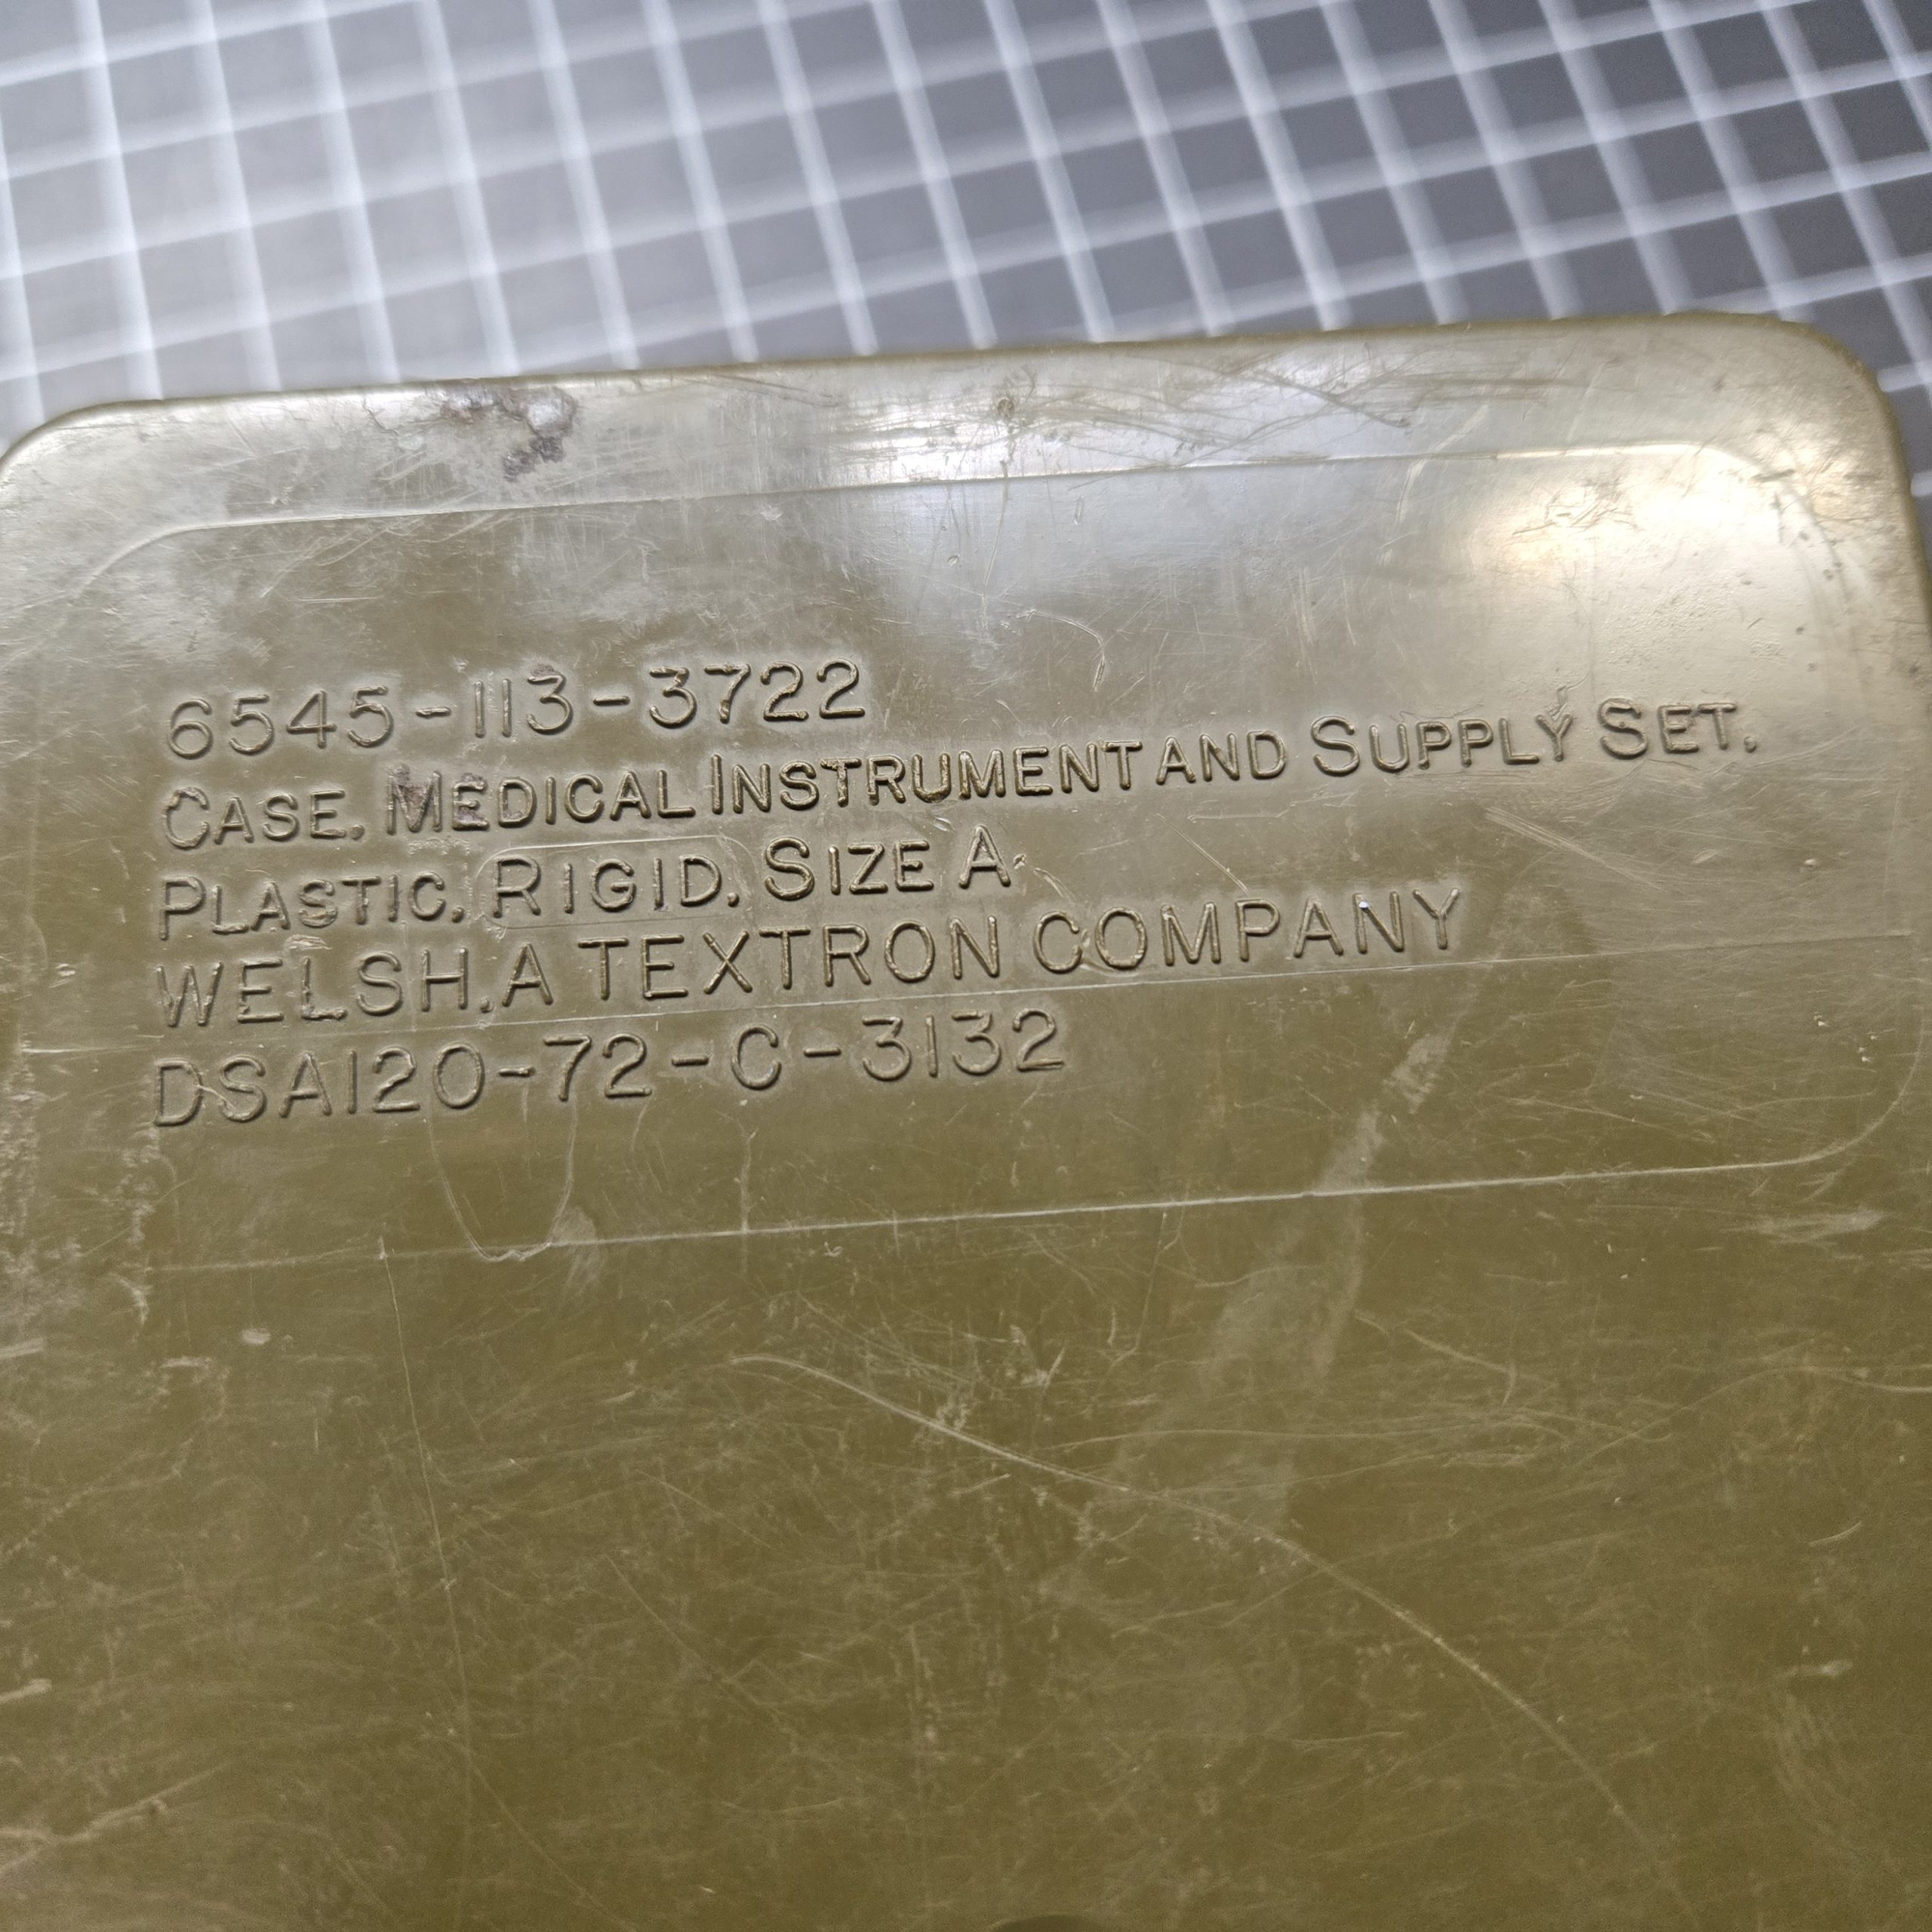 6545-113-3722
CASE, MEDICAL INSTRUMENT AND SUPPLY SET,
PLASTIC, RIGID, SIZE A.
WELSH, A TEXTRON COMPANY
DSA120-72-C-3132